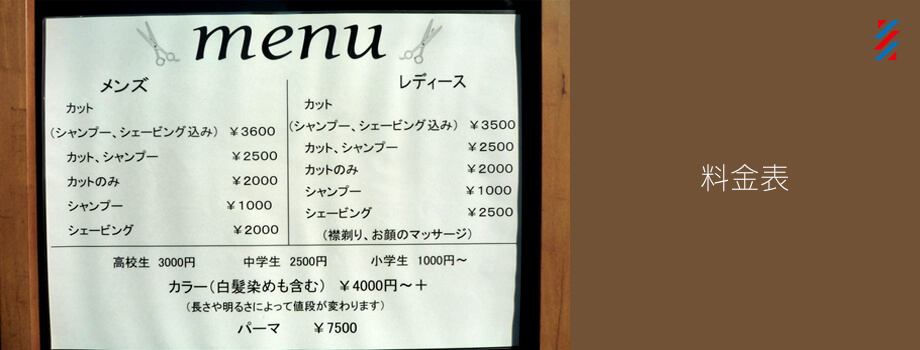 menu
メンズ
カット
(シャンプー、シェービング込み) ￥3600
カット、シャンプー ￥2500
カットのみ ￥2000
シャンプー ￥1000
シェービング ￥2000
レディース
カット
(シャンプー、シェービング込み) ￥3500
カット、シャンプー ￥2500
カットのみ ￥2000
シャンプー ￥1000
シェービング ￥2500
(襟剃り、お顔のマッサージ)
高校生 3000円 中学生 2500円 小学生 1000円～
カラー(白髪染めも含む) ￥4000円～＋
(長さや明るさによって値段が変わります)
パーマ ￥7500
料金表